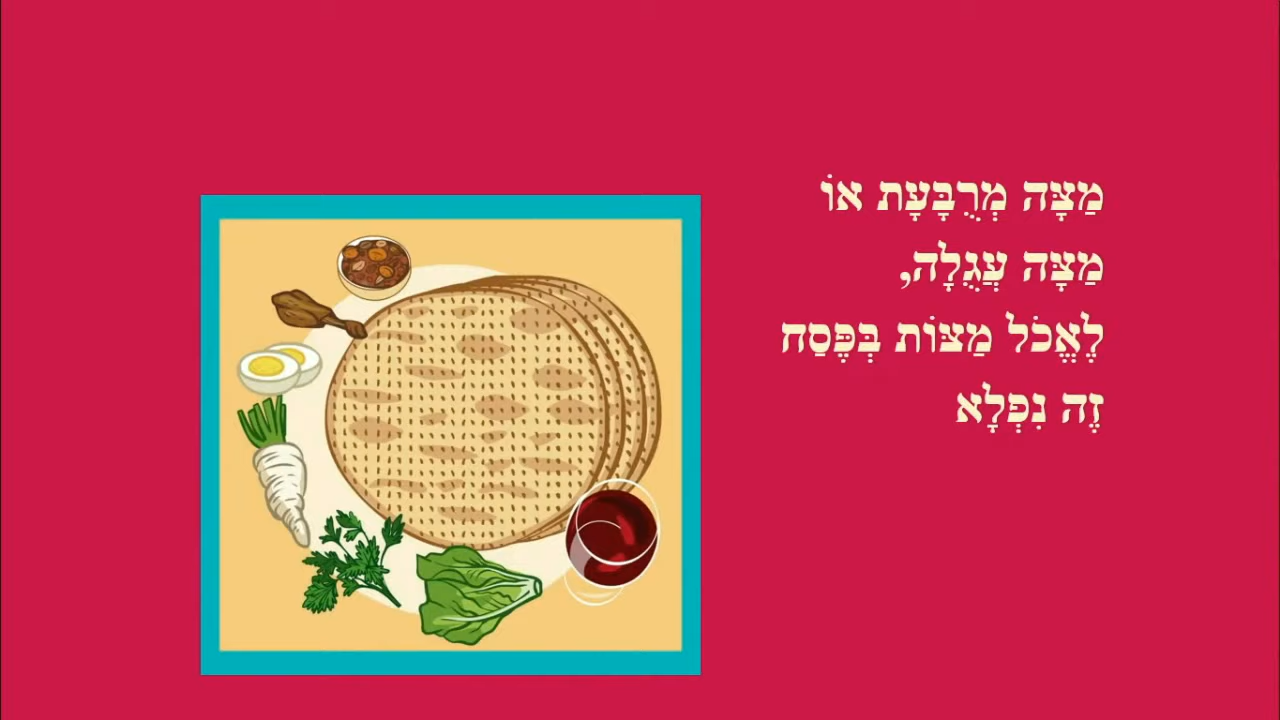 מַצָּה מְרֻבָּעָת אוֹ
מַצָּה עֲגֻלָה,
לֶאֱכֹל מַצּוֹת בְּפֶּסַח
זֶה נִפְלָא